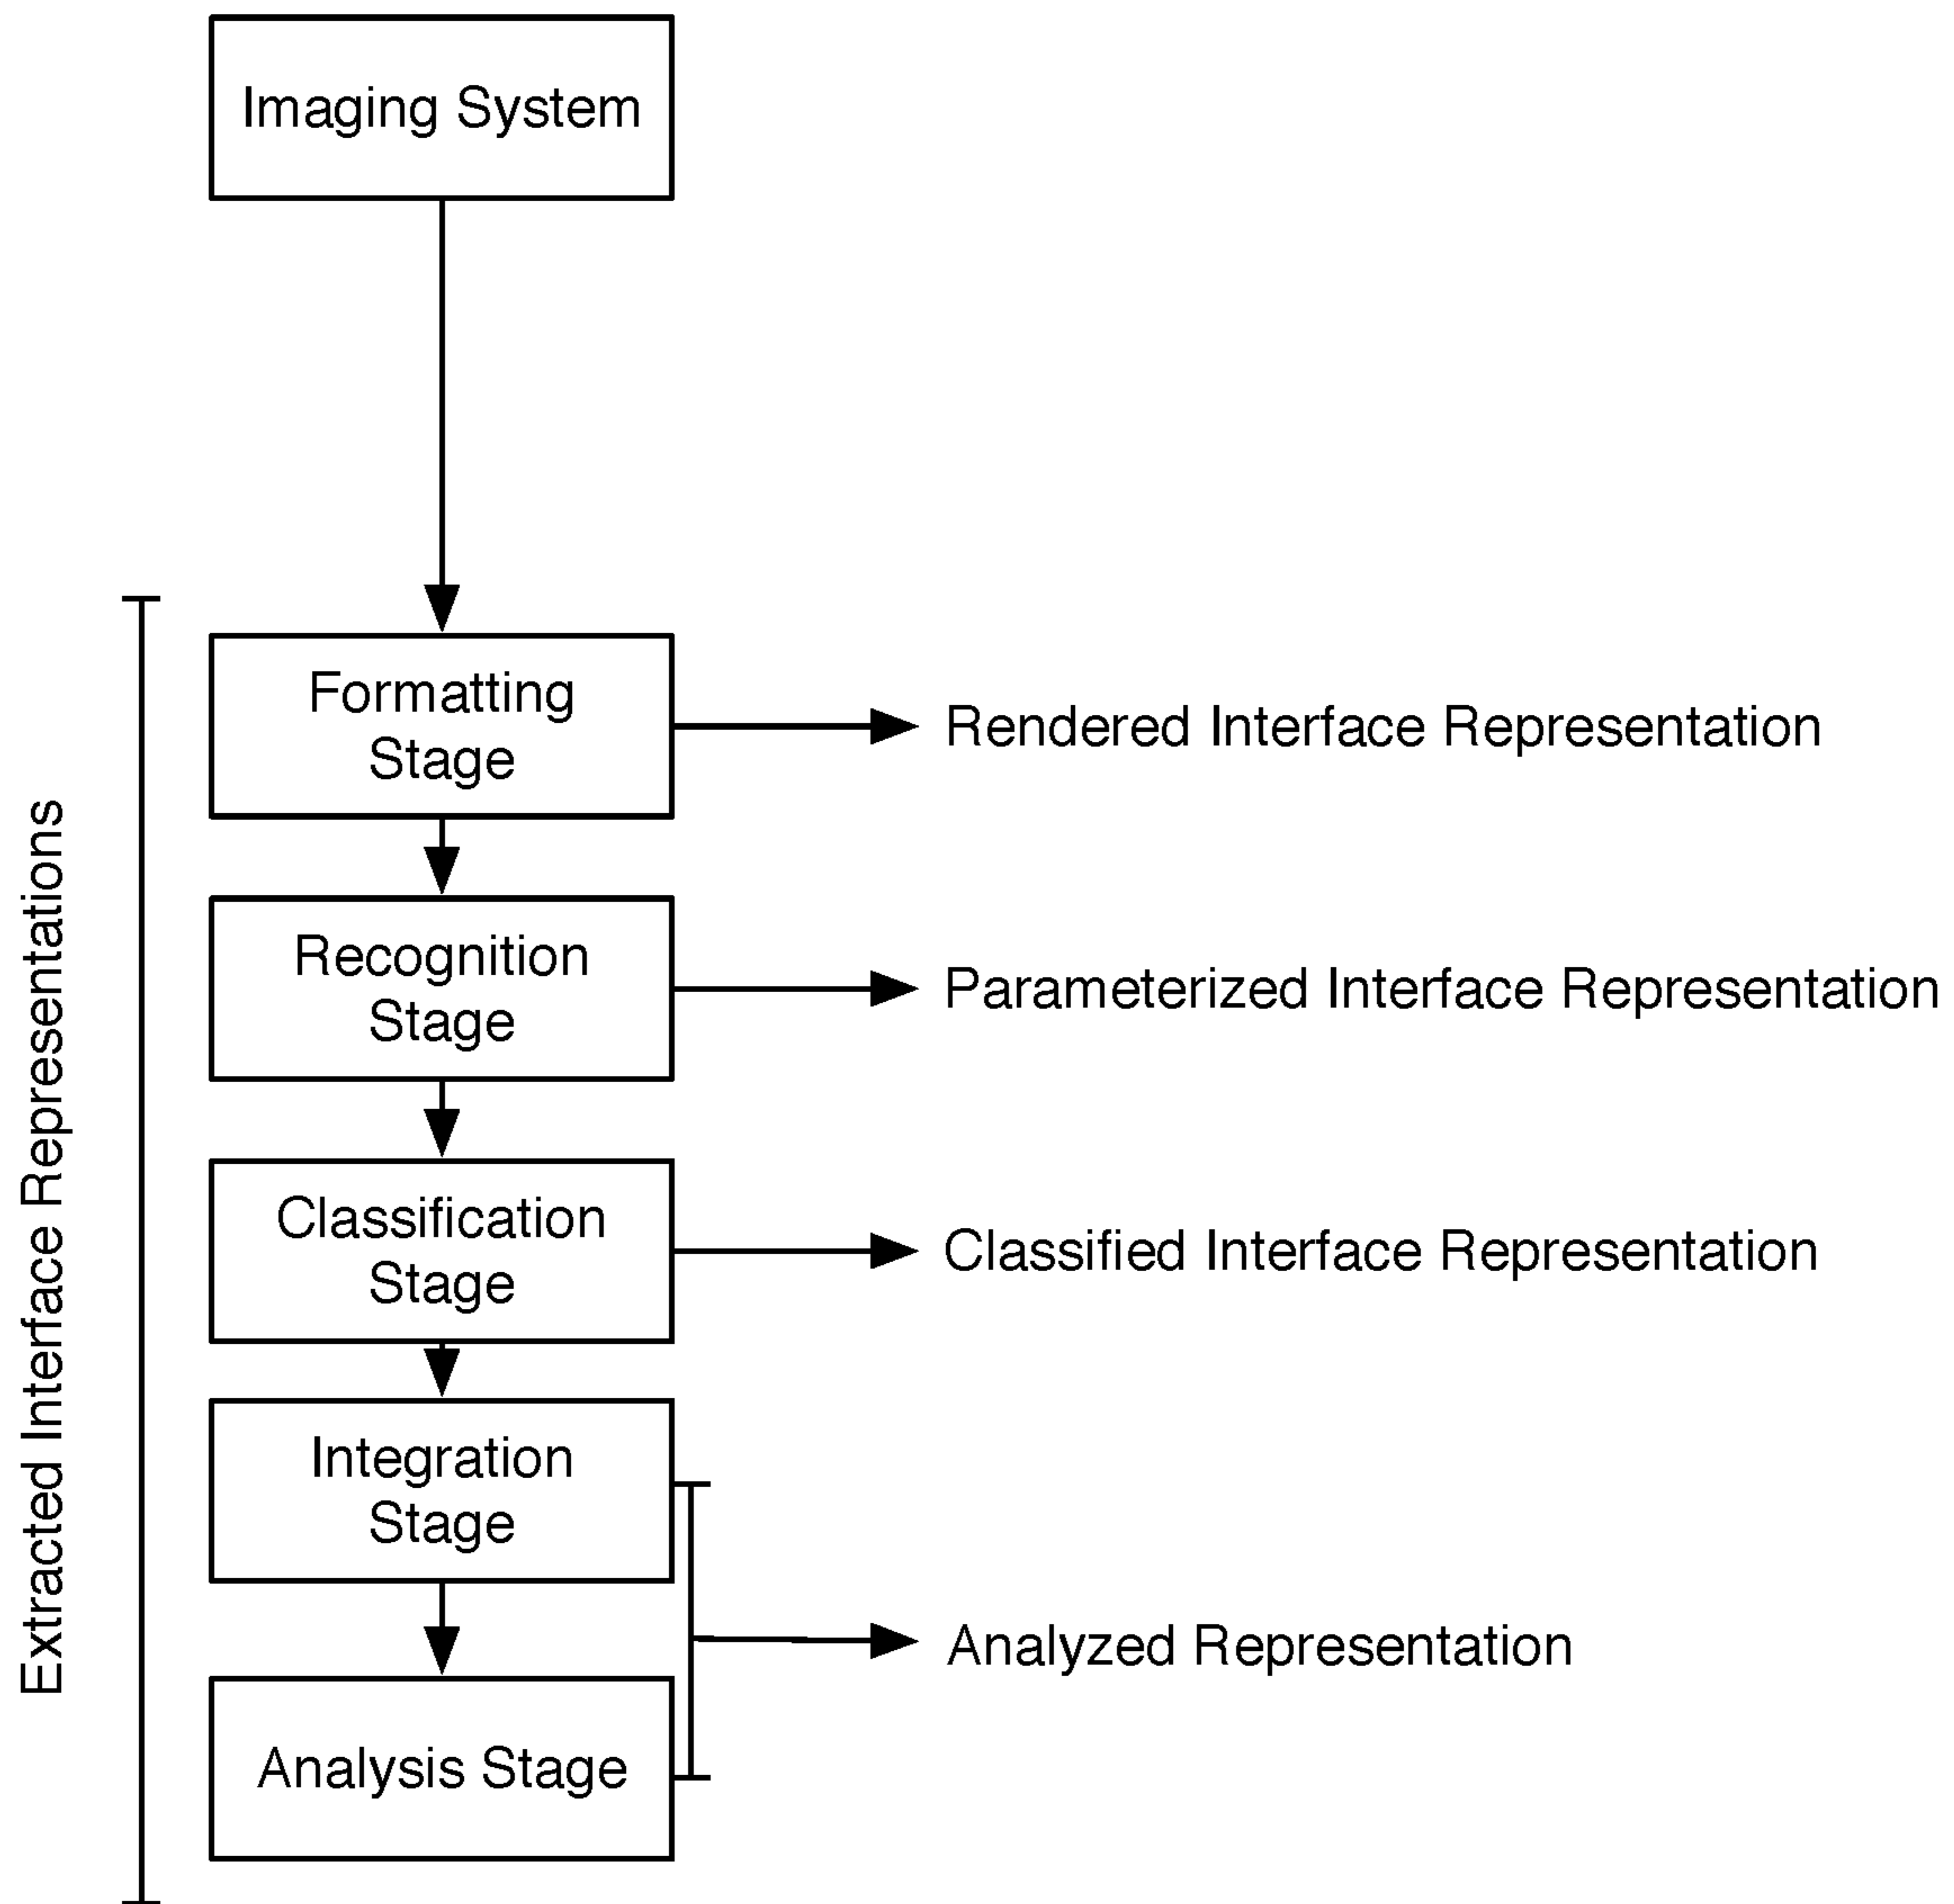 Imaging System
Extracted Interface Representations
Formatting
Stage
Rendered Interface Representation
Recognition
Stage
Parameterized Interface Representation
Classification
Stage
Classified Interface Representation
Integration
Stage
Analyzed Representation
Analysis Stage